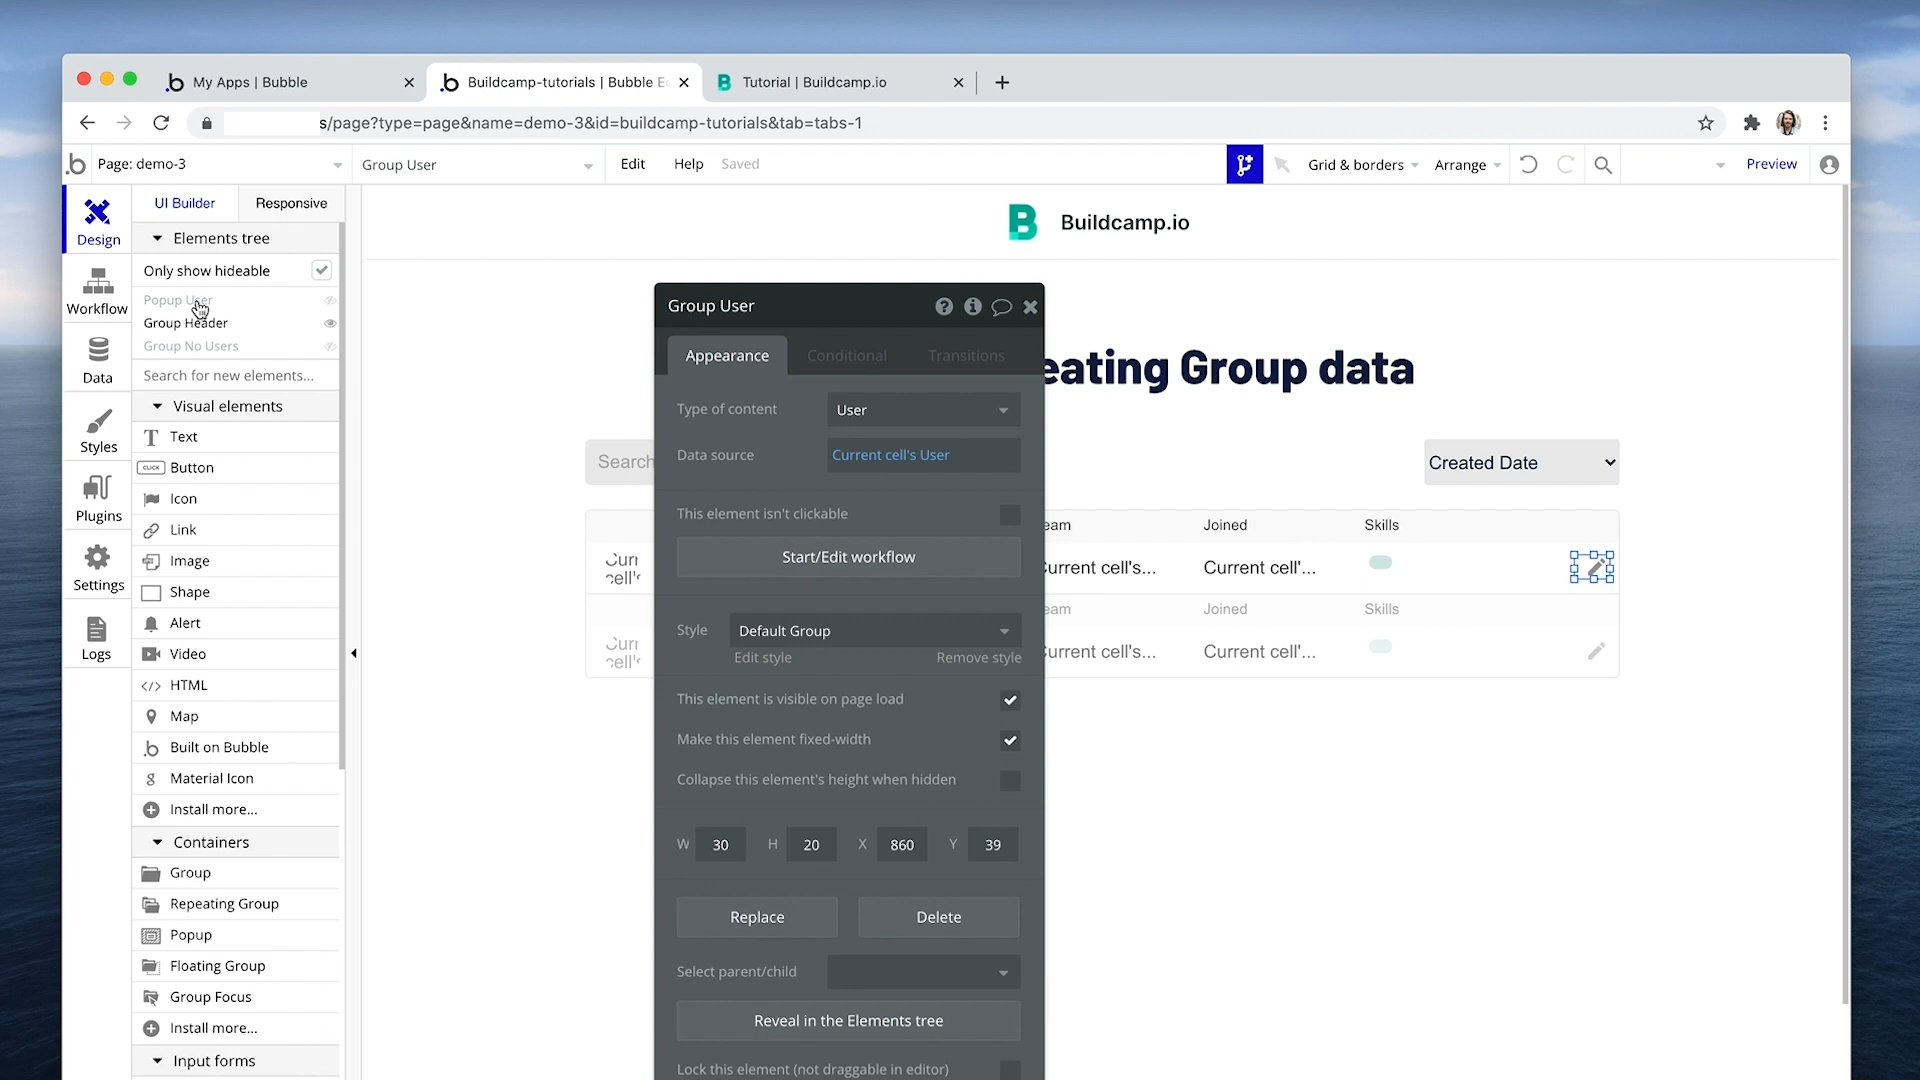 My Apps | Bubble
Buildcamp-tutorials | Bubble E
Tutorial | Buildcamp.io
s/page?type=page&name=demo-3&id=buildcamp-tutorials&tab=tabs-1
Page: demo-3
Group User
Edit
Help
Saved
Grid & borders
Arrange
Preview
Design
Workflow
Data
Styles
Plugins
Settings
Logs
UI Builder
Responsive
Elements tree
Only show hideable
Popup User
Group Header
Group No Users
Search for new elements...
Visual elements
Text
CLICK
Button
Icon
Link
Image
Shape
Alert
Video
HTML
Map
Built on Bubble
Material Icon
Install more...
Containers
Group
Repeating Group
Popup
Floating Group
Group Focus
Install more...
Input forms
Buildcamp.io
eating Group data
Search
Created Date
eam
Joined
Skills
Curr
cell's
Current cell's...
Current cell'...
eam
Joined
Skills
Curr
cell's
Current cell's...
Current cell'...
Group User
Appearance
Conditional
Transitions
Type of content
User
Data source
Current cell's User
This element isn't clickable
Start/Edit workflow
Style
Default Group
Edit style
Remove style
This element is visible on page load
Make this element fixed-width
Collapse this element's height when hidden
W 30 H 20 X 860 Y 39
Replace
Delete
Select parent/child
Reveal in the Elements tree
Lock this element (not draggable in editor)